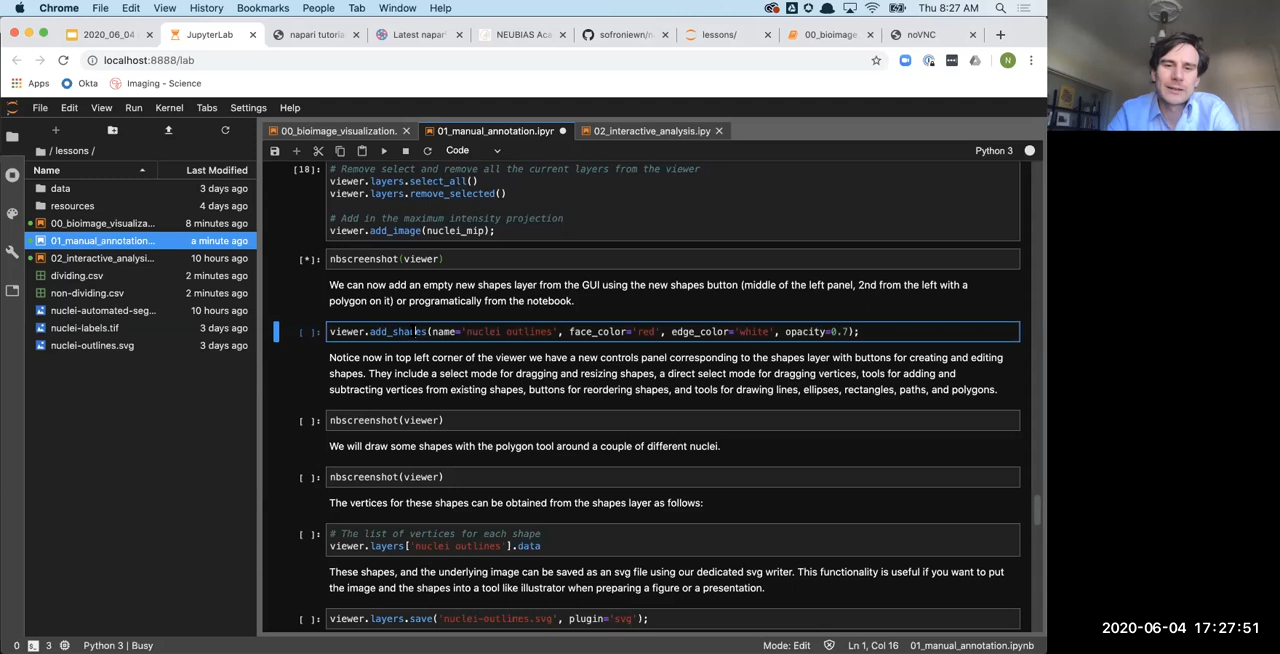 Chrome File Edit View History Bookmarks People Tab Window Help Thu 8:27 AM
2020_06_04 JupyterLab napari tutoria Latest napari NEUBIAS Aca sofroniewn/n lessons/ 00_bioimage noVNC
localhost:8888/lab N
Apps Okta Imaging - Science
File Edit View Run Kernel Tabs Settings Help
00_bioimage_visualization. 01_manual_annotation.ipyr 02_interactive_analysis.ipy
Code Python 3
/ lessons /
Name Last Modified
data 3 days ago
resources 4 days ago
00_bioimage_visualiza... 8 minutes ago
01_manual_annotation... a minute ago
02_interactive_analysi... 10 hours ago
dividing.csv 2 minutes ago
non-dividing.csv 2 minutes ago
nuclei-automated-seg... 10 hours ago
nuclei-labels.tif 3 days ago
nuclei-outlines.svg 3 days ago
[18]: # Remove select and remove all the current layers from the viewer
viewer.layers.select_all()
viewer.layers.remove_selected()
# Add in the maximum intensity projection
viewer.add_image(nuclei_mip);
[*]: nbscreenshot(viewer)
We can now add an empty new shapes layer from the GUI using the new shapes button (middle of the left panel, 2nd from the left with a
polygon on it) or programatically from the notebook.
[ ]: viewer.add_shapes(name='nuclei outlines', face_color='red', edge_color='white', opacity=0.7);
Notice now in top left corner of the viewer we have a new controls panel corresponding to the shapes layer with buttons for creating and editing
shapes. They include a select mode for dragging and resizing shapes, a direct select mode for dragging vertices, tools for adding and
subtracting vertices from existing shapes, buttons for reordering shapes, and tools for drawing lines, ellipses, rectangles, paths, and polygons.
[ ]: nbscreenshot(viewer)
We will draw some shapes with the polygon tool around a couple of different nuclei.
[ ]: nbscreenshot(viewer)
The vertices for these shapes can be obtained from the shapes layer as follows:
[ ]: # The list of vertices for each shape
viewer.layers['nuclei outlines'].data
These shapes, and the underlying image can be saved as an svg file using our dedicated svg writer. This functionality is useful if you want to put
the image and the shapes into a tool like illustrator when preparing a figure or a presentation.
[ ]: viewer.layers.save('nuclei-outlines.svg', plugin='svg');
0 3 Python 3 | Busy Mode: Edit Ln 1, Col 16 01_manual_annotation.ipynb
2020-06-04 17:27:51